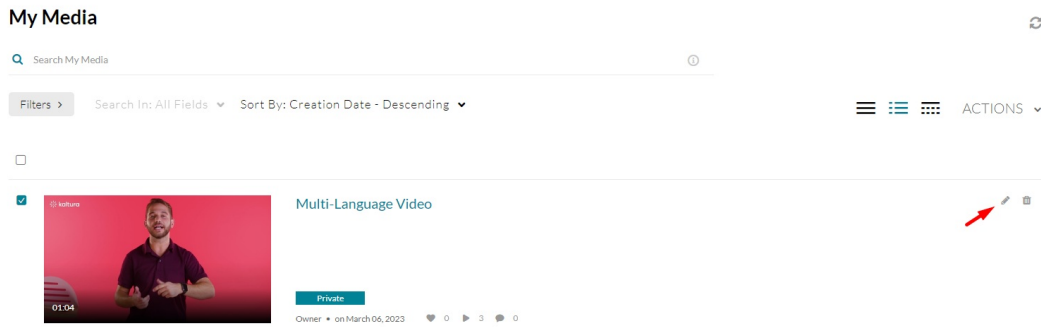 My Media
Search My Media
Filters > Search In: All Fields Sort By: Creation Date - Descending ACTIONS
kaltura
Multi-Language Video
01:04
Private
Owner • on March 06, 2023 0 3 0